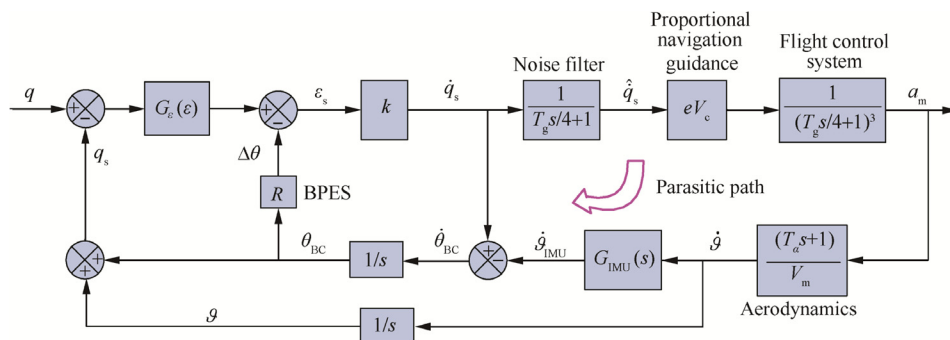 Proportional
navigation
guidance
Flight control
system
Noise filter
q
+
−
G_ε(ε)
+
−
ε_s
k
q̇_s
1
T_g s/4+1
q̇̂_s
eV_c
1
(T_g s/4+1)³
a_m
q_s
Δθ
R
BPES
Parasitic path
θ_BC
1/s
θ̇_BC
+
−
ϑ̇_IMU
G_IMU(s)
ϑ̇
(T_α s+1)
V_m
Aerodynamics
+
+
ϑ
1/s